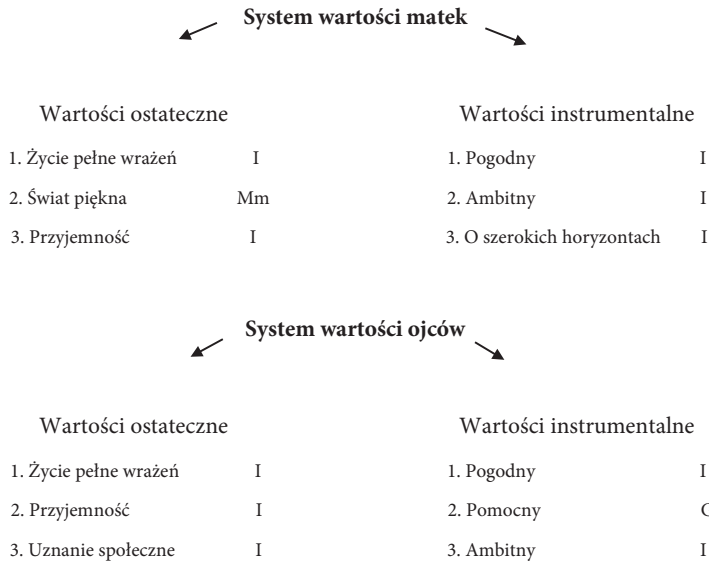 System wartości matek
Wartości ostateczne Wartości instrumentalne
1. Życie pełne wrażeń I 1. Pogodny I
2. Świat piękna Mm 2. Ambitny I
3. Przyjemność I 3. O szerokich horyzontach I
System wartości ojców
Wartości ostateczne Wartości instrumentalne
1. Życie pełne wrażeń I 1. Pogodny I
2. Przyjemność I 2. Pomocny
3. Uznanie społeczne I 3. Ambitny I